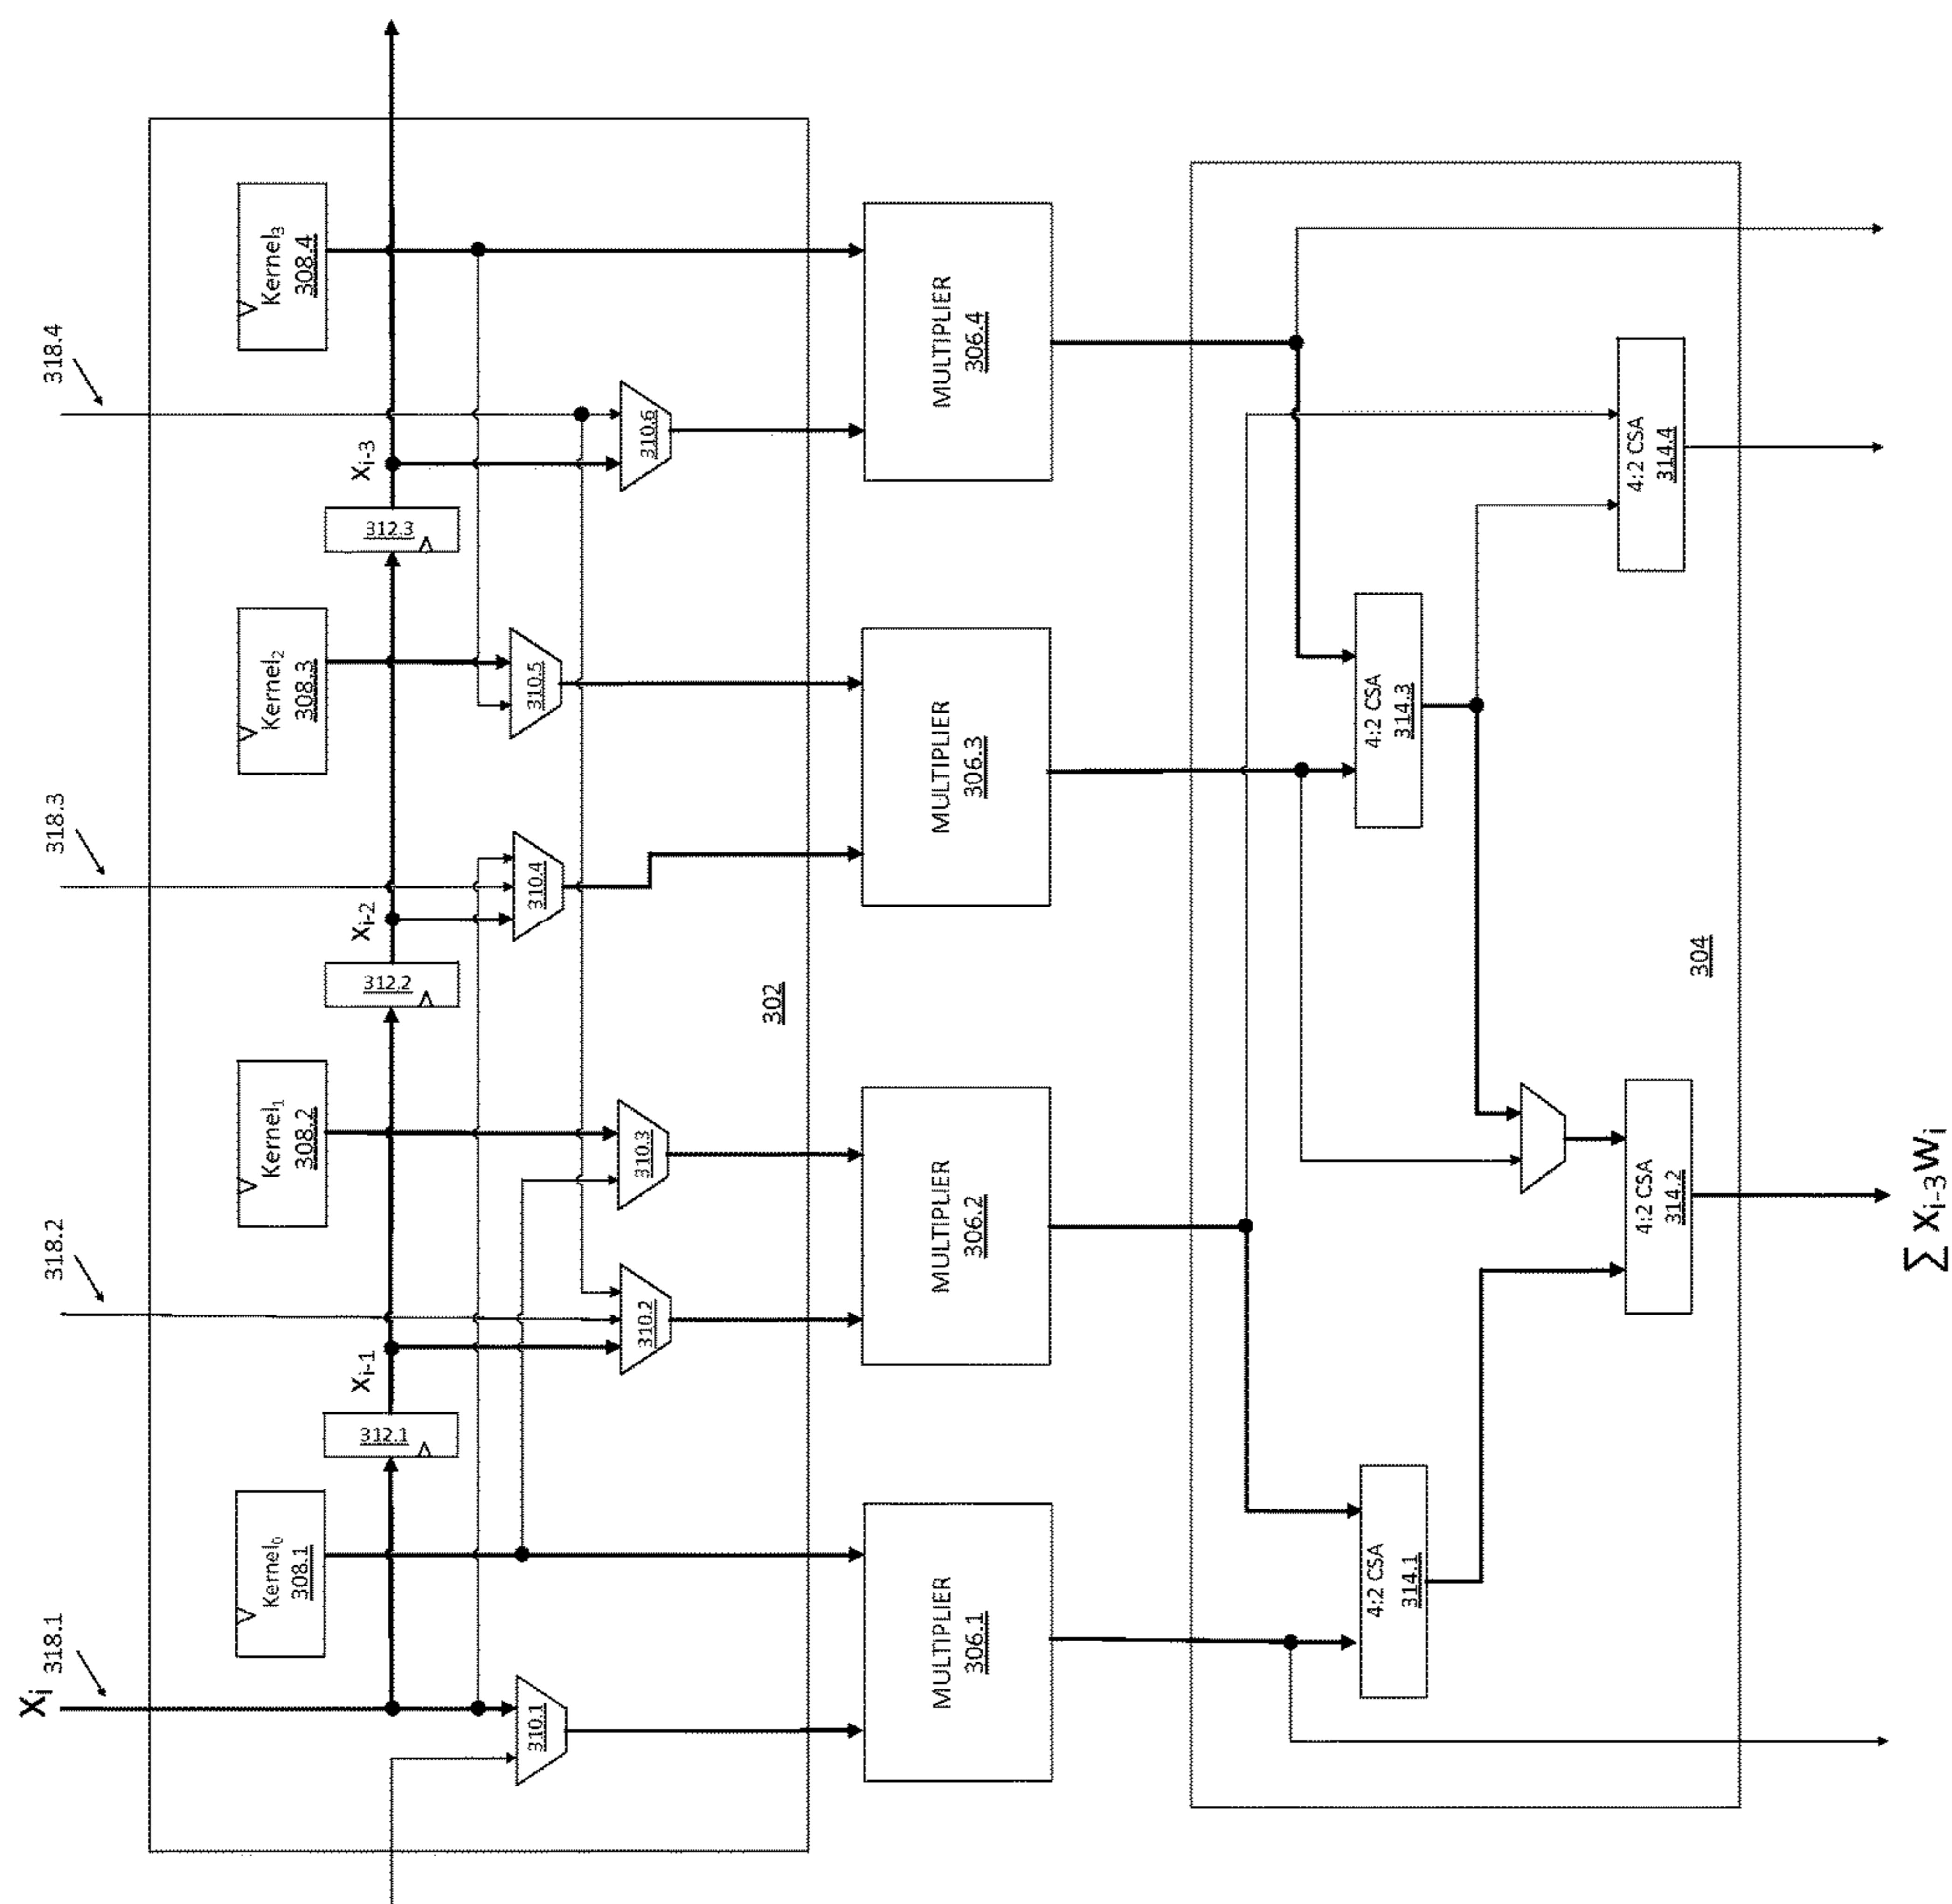 Xᵢ
318.1
318.2
318.3
318.4
Kernel₀
308.1
Kernel₁
308.2
Kernel₂
308.3
Kernel₃
308.4
312.1
Xᵢ₋₁
312.2
Xᵢ₋₂
312.3
Xᵢ₋₃
310.1
310.2
310.3
310.4
310.5
310.6
302
MULTIPLIER
306.1
MULTIPLIER
306.2
MULTIPLIER
306.3
MULTIPLIER
306.4
4:2 CSA
314.1
4:2 CSA
314.2
4:2 CSA
314.3
4:2 CSA
314.4
304
∑ Xᵢ₋₃Wᵢ